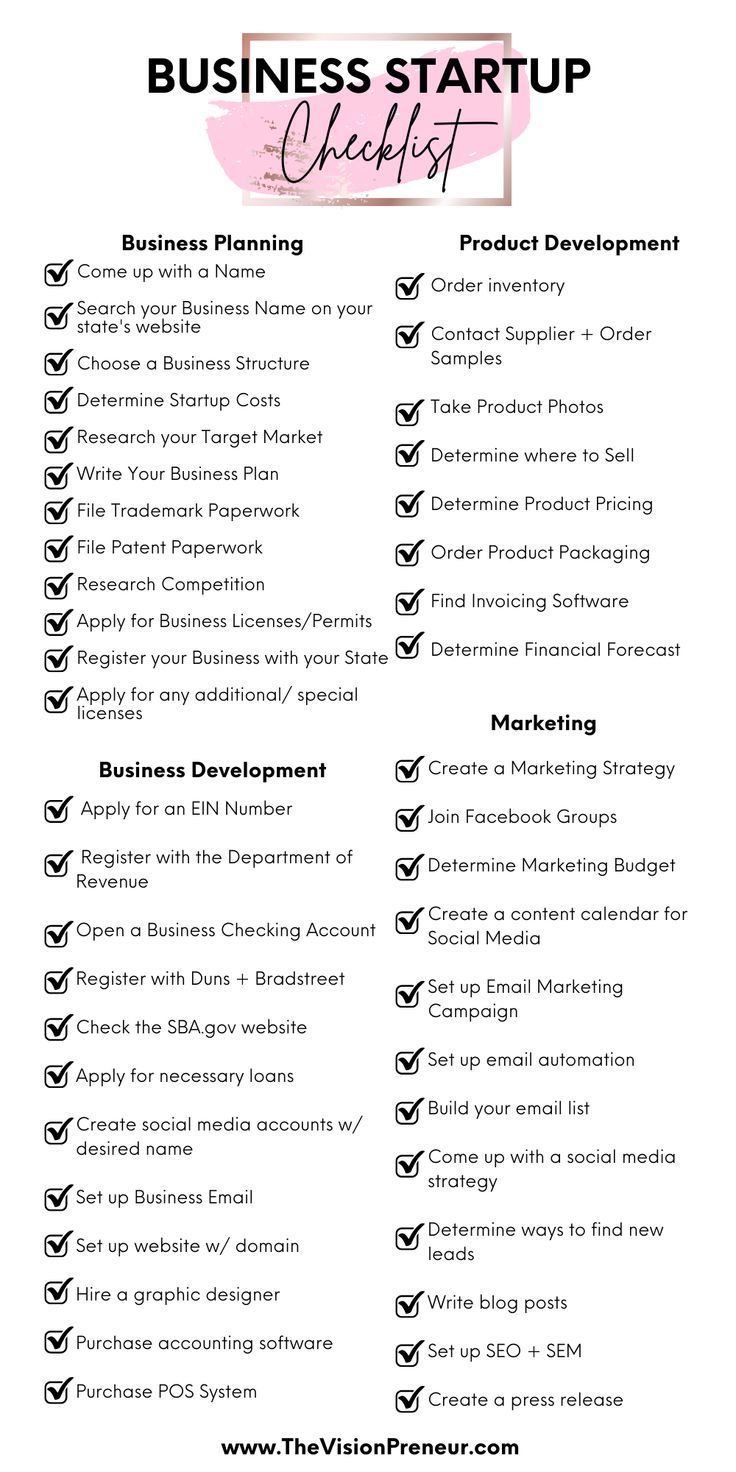 BUSINESS STARTUP
Checklist
Business Planning
Come up with a Name
Search your Business Name on your
state's website
Choose a Business Structure
Determine Startup Costs
Research your Target Market
Write Your Business Plan
File Trademark Paperwork
File Patent Paperwork
Research Competition
Apply for Business Licenses/Permits
Register your Business with your State
Apply for any additional/ special
licenses
Business Development
Apply for an EIN Number
Register with the Department of
Revenue
Open a Business Checking Account
Register with Duns + Bradstreet
Check the SBA.gov website
Apply for necessary loans
Create social media accounts w/
desired name
Set up Business Email
Set up website w/ domain
Hire a graphic designer
Purchase accounting software
Purchase POS System
Product Development
Order inventory
Contact Supplier + Order
Samples
Take Product Photos
Determine where to Sell
Determine Product Pricing
Order Product Packaging
Find Invoicing Software
Determine Financial Forecast
Marketing
Create a Marketing Strategy
Join Facebook Groups
Determine Marketing Budget
Create a content calendar for
Social Media
Set up Email Marketing
Campaign
Set up email automation
Build your email list
Come up with a social media
strategy
Determine ways to find new
leads
Write blog posts
Set up SEO + SEM
Create a press release
www.TheVisionPreneur.com